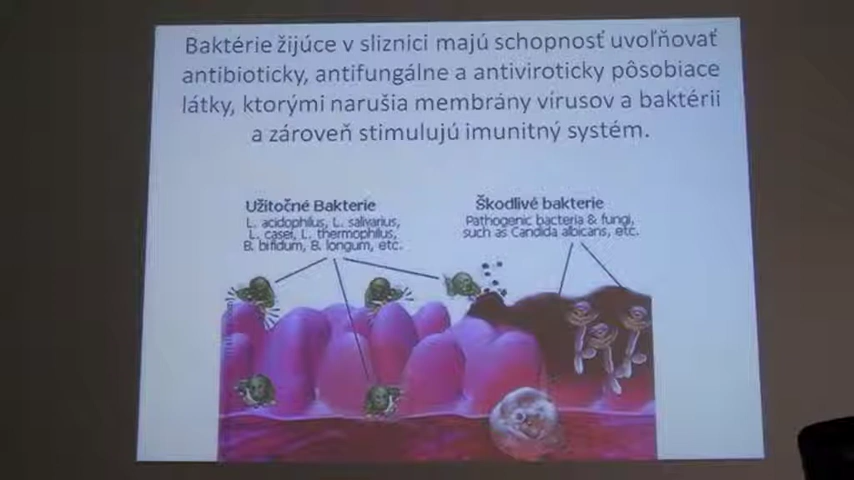 Baktérie žijúce v sliznici majú schopnosť uvoľňovať
antibioticky, antifungálne a antiviroticky pôsobiace
látky, ktorými narušia membrány vírusov a baktérii
a zároveň stimulujú imunitný systém.
Užitočné Bakterie
L. acidophilus, L. salivarius,
L. casei, L. thermophilus,
B. bifidum, B. longum, etc.
Škodlivé bakterie
Pathogenic bacteria & fungi,
such as Candida albicans, etc.